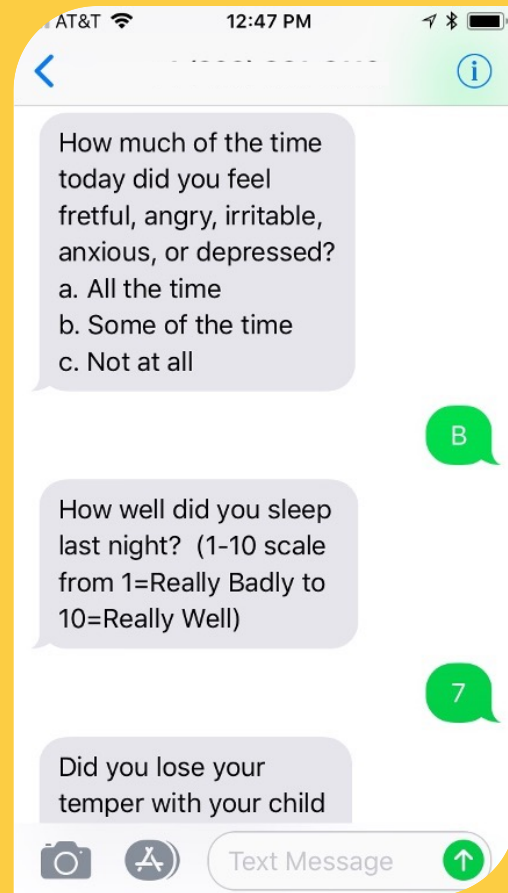 AT&T 12:47 PM
How much of the time
today did you feel
fretful, angry, irritable,
anxious, or depressed?
a. All the time
b. Some of the time
c. Not at all
B
How well did you sleep
last night? (1-10 scale
from 1=Really Badly to
10=Really Well)
7
Did you lose your
temper with your child
Text Message